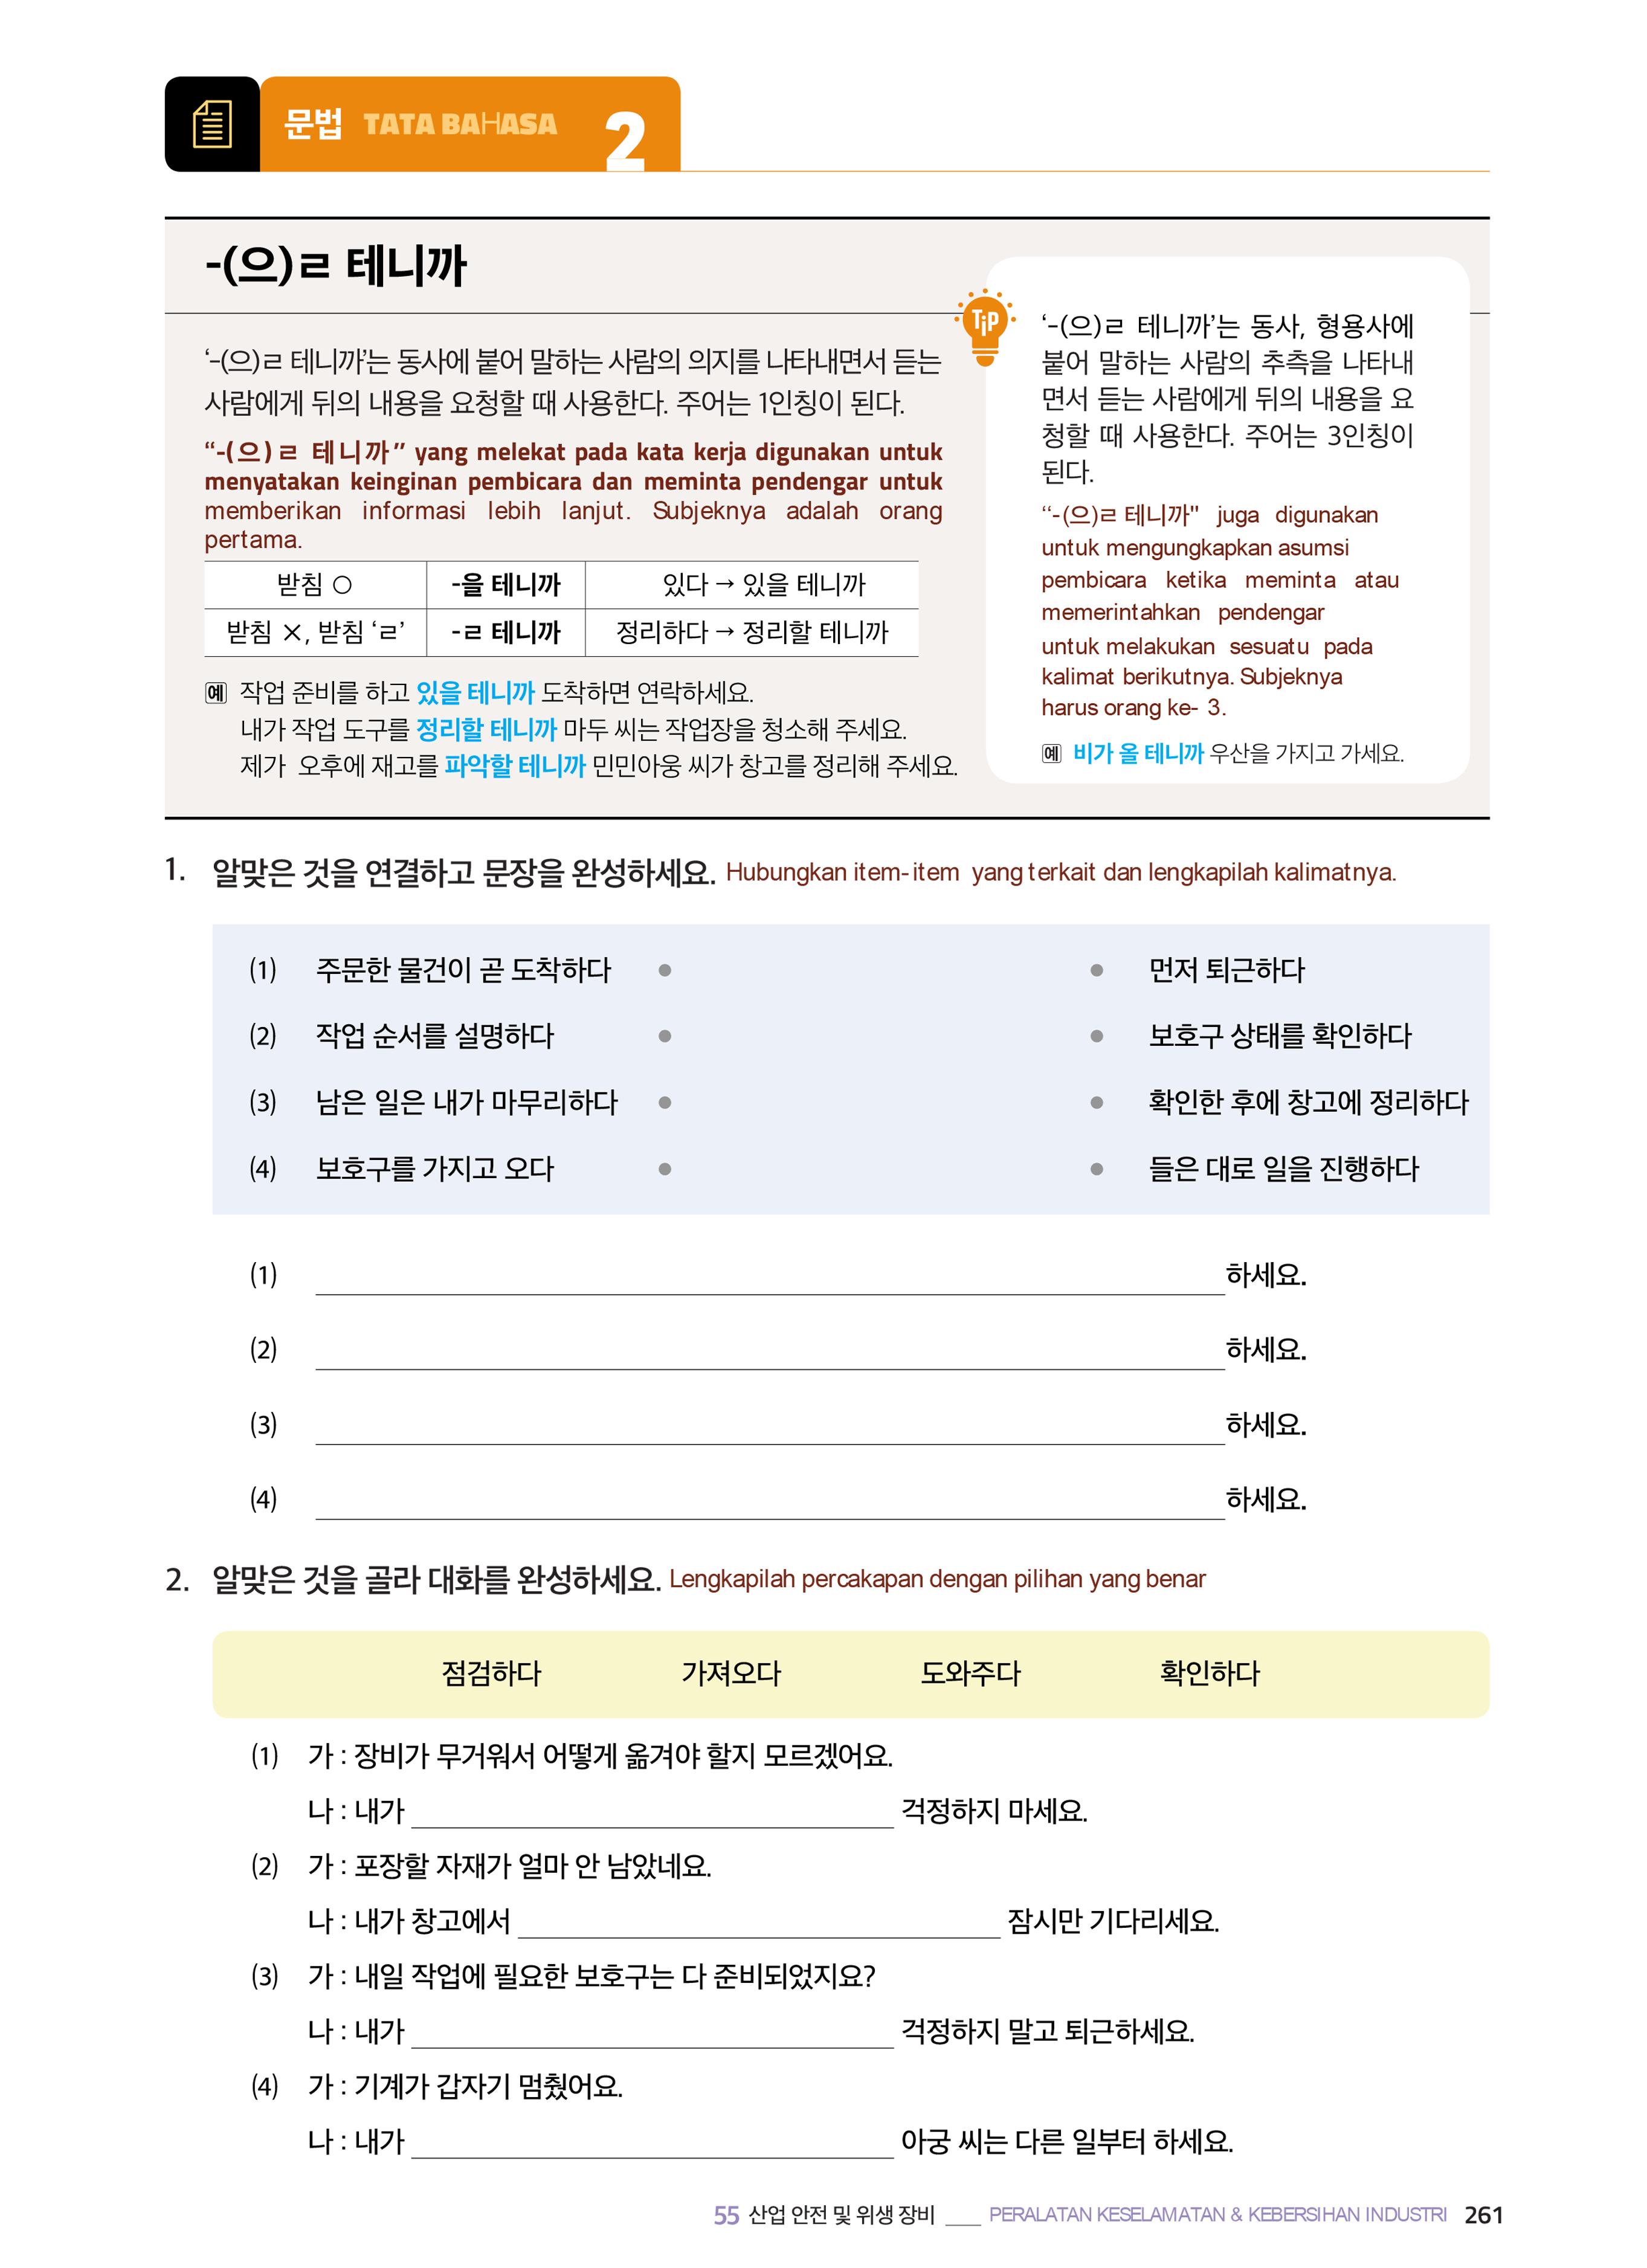 문법 TATA BAHASA 2
-(으)ㄹ 테니까
‘-(으)ㄹ 테니까’는 동사에 붙어 말하는 사람의 의지를 나타내면서 듣는
사람에게 뒤의 내용을 요청할 때 사용한다. 주어는 1인칭이 된다.
“-(으)ㄹ 테니까” yang melekat pada kata kerja digunakan untuk
menyatakan keinginan pembicara dan meminta pendengar untuk
memberikan informasi lebih lanjut. Subjeknya adalah orang
pertama.
받침 ○ -을 테니까 있다 → 있을 테니까
받침 ×, 받침 ‘ㄹ’ -ㄹ 테니까 정리하다 → 정리할 테니까
예 작업 준비를 하고 있을 테니까 도착하면 연락하세요.
내가 작업 도구를 정리할 테니까 마두 씨는 작업장을 청소해 주세요.
제가 오후에 재고를 파악할 테니까 민민아웅 씨가 창고를 정리해 주세요.
Tip
‘-(으)ㄹ 테니까’는 동사, 형용사에
붙어 말하는 사람의 추측을 나타내
면서 듣는 사람에게 뒤의 내용을 요
청할 때 사용한다. 주어는 3인칭이
된다.
“-(으)ㄹ 테니까" juga digunakan
untuk mengungkapkan asumsi
pembicara ketika meminta atau
memerintahkan pendengar
untuk melakukan sesuatu pada
kalimat berikutnya. Subjeknya
harus orang ke- 3.
예 비가 올 테니까 우산을 가지고 가세요.
1. 알맞은 것을 연결하고 문장을 완성하세요. Hubungkan item-item yang terkait dan lengkapilah kalimatnya.
(1) 주문한 물건이 곧 도착하다 • • 먼저 퇴근하다
(2) 작업 순서를 설명하다 • • 보호구 상태를 확인하다
(3) 남은 일은 내가 마무리하다 • • 확인한 후에 창고에 정리하다
(4) 보호구를 가지고 오다 • • 들은 대로 일을 진행하다
(1) ______ 하세요.
(2) ______ 하세요.
(3) ______ 하세요.
(4) ______ 하세요.
2. 알맞은 것을 골라 대화를 완성하세요. Lengkapilah percakapan dengan pilihan yang benar
점검하다 가져오다 도와주다 확인하다
(1) 가 : 장비가 무거워서 어떻게 옮겨야 할지 모르겠어요.
나 : 내가 ______ 걱정하지 마세요.
(2) 가 : 포장할 자재가 얼마 안 남았네요.
나 : 내가 창고에서 ______ 잠시만 기다리세요.
(3) 가 : 내일 작업에 필요한 보호구는 다 준비되었지요?
나 : 내가 ______ 걱정하지 말고 퇴근하세요.
(4) 가 : 기계가 갑자기 멈췄어요.
나 : 내가 ______ 아궁 씨는 다른 일부터 하세요.
55 산업 안전 및 위생 장비 ___ PERALATAN KESELAMATAN & KEBERSIHAN INDUSTRI 261